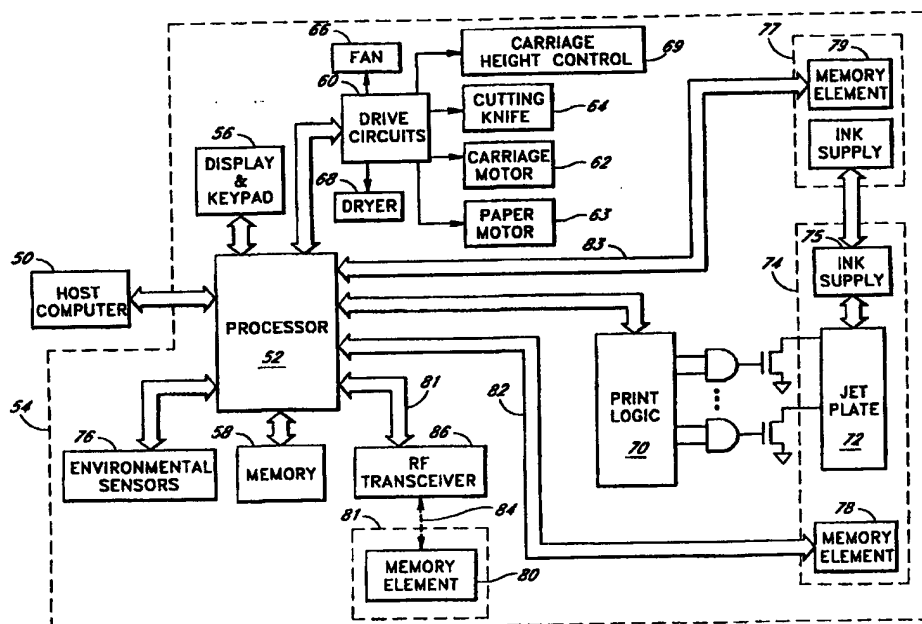 66
FAN
60
DRIVE
CIRCUITS
CARRIAGE
HEIGHT CONTROL
69
CUTTING
KNIFE
64
CARRIAGE
MOTOR
62
PAPER
MOTOR
63
68
DRYER
56
DISPLAY
&
KEYPAD
77
79
MEMORY
ELEMENT
INK
SUPPLY
83
50
HOST
COMPUTER
PROCESSOR
52
74
75
INK
SUPPLY
PRINT
LOGIC
70
JET
PLATE
72
54
76
ENVIRONMENTAL
SENSORS
58
MEMORY
81
86
RF
TRANSCEIVER
82
84
81
MEMORY
ELEMENT
80
78
MEMORY
ELEMENT